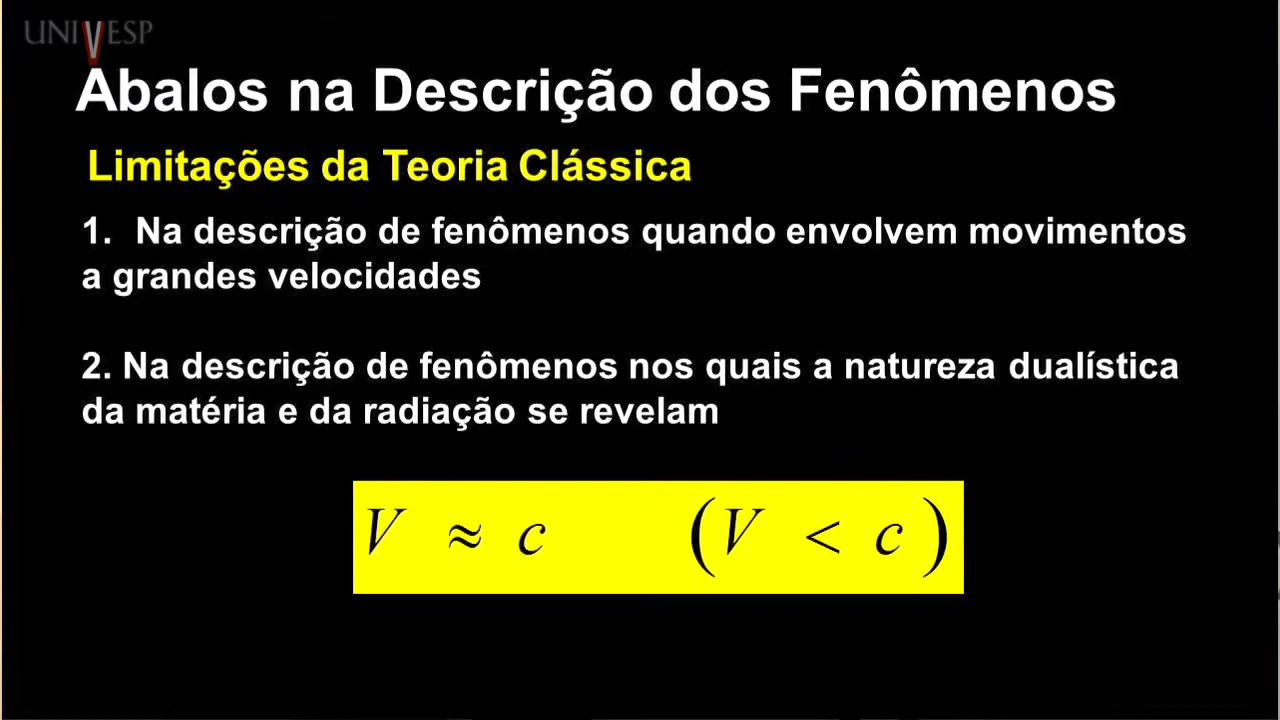 UNIVESP
Abalos na Descrição dos Fenômenos
Limitações da Teoria Clássica
1. Na descrição de fenômenos quando envolvem movimentos
a grandes velocidades
2. Na descrição de fenômenos nos quais a natureza dualística
da matéria e da radiação se revelam
V ≈ c (V < c)